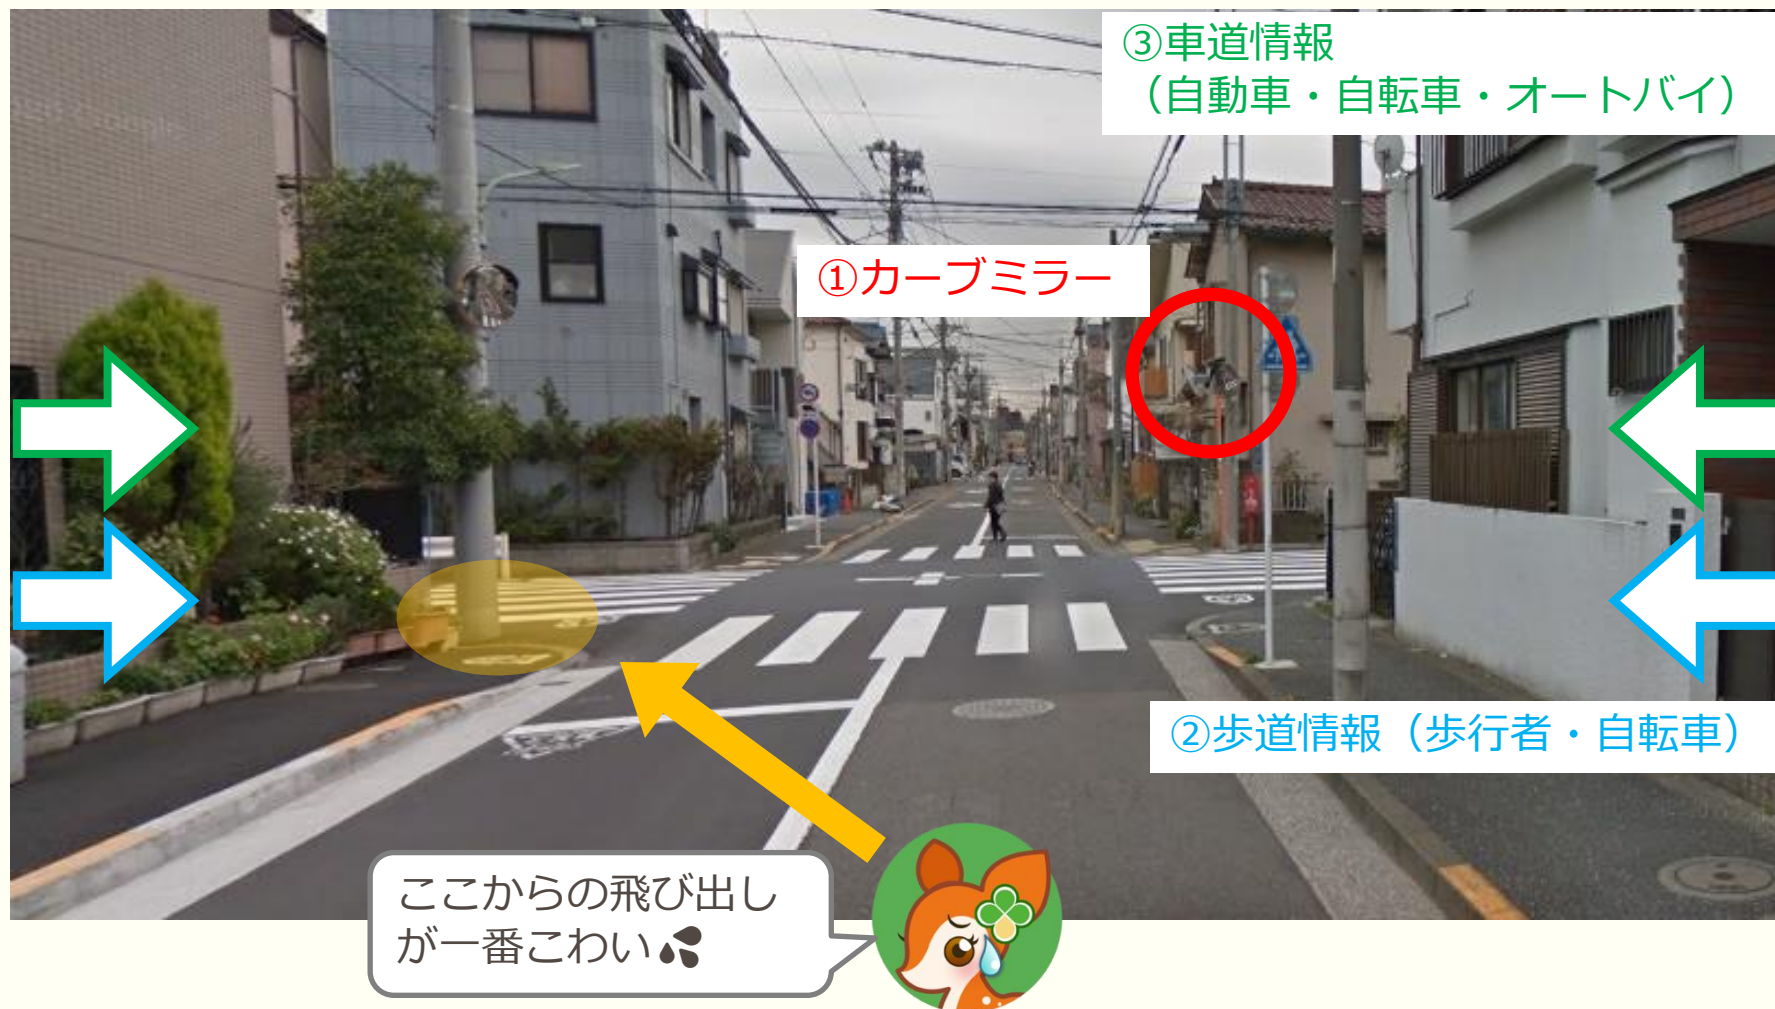 ③車道情報
（自動車・自転車・オートバイ）
①カーブミラー
②歩道情報（歩行者・自転車）
ここからの飛び出し
が一番こわい💦